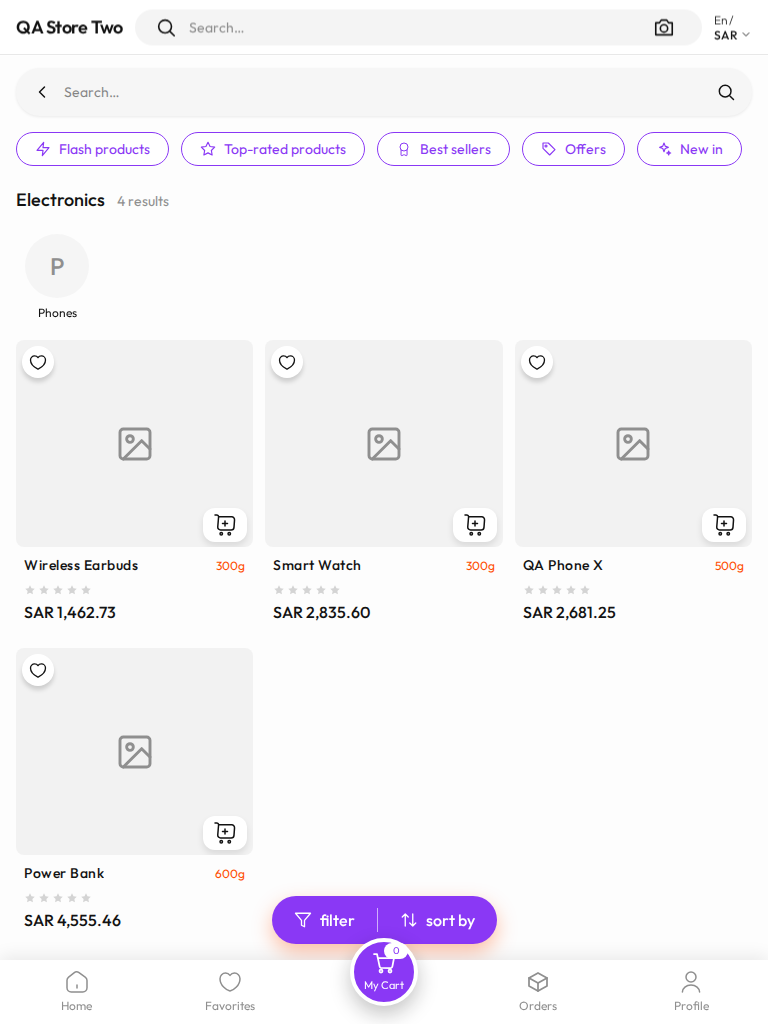 QA Store Two
Search...
En/
SAR
Search...
Flash products
Top-rated products
Best sellers
Offers
New in
Electronics
4 results
P
Phones
Wireless Earbuds
300g
SAR 1,462.73
Smart Watch
300g
SAR 2,835.60
QA Phone X
500g
SAR 2,681.25
Power Bank
600g
SAR 4,555.46
filter
sort by
0
My Cart
Home
Favorites
Orders
Profile